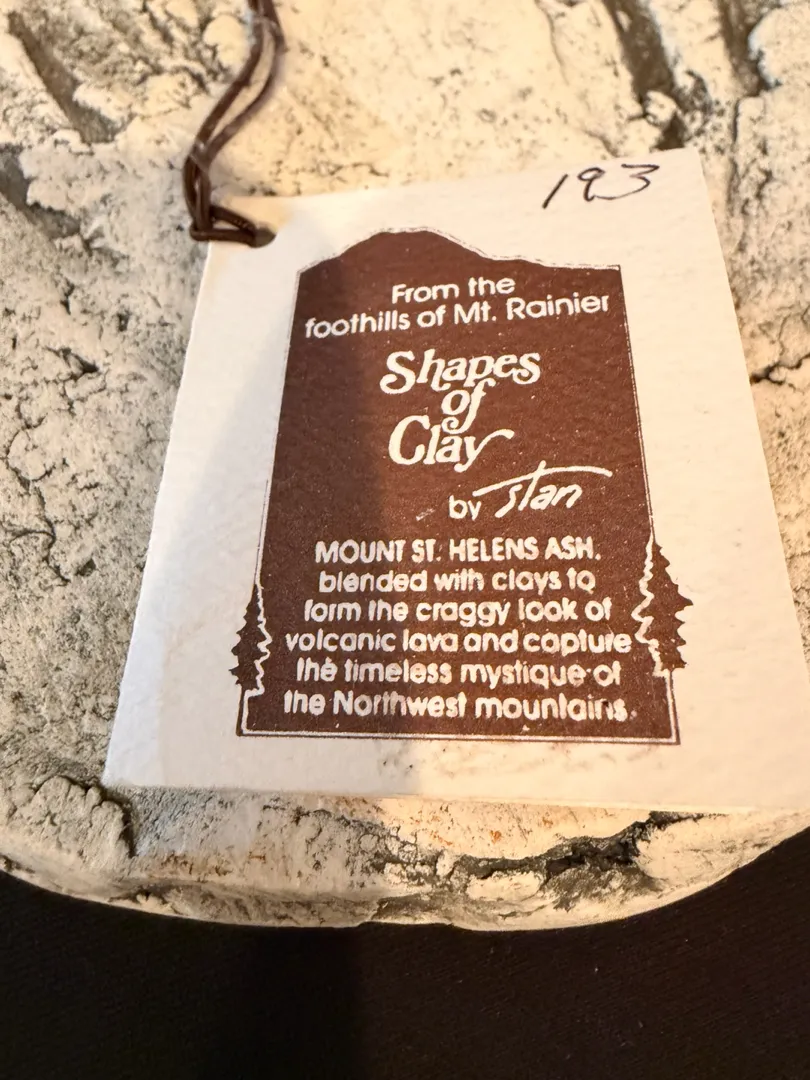 193
From the
foothills of Mt. Rainier
Shapes
of
Clay
by Stan
MOUNT ST. HELENS ASH.
blended with clays to
form the craggy look of
volcanic lava and capture
the timeless mystique of
the Northwest mountains.